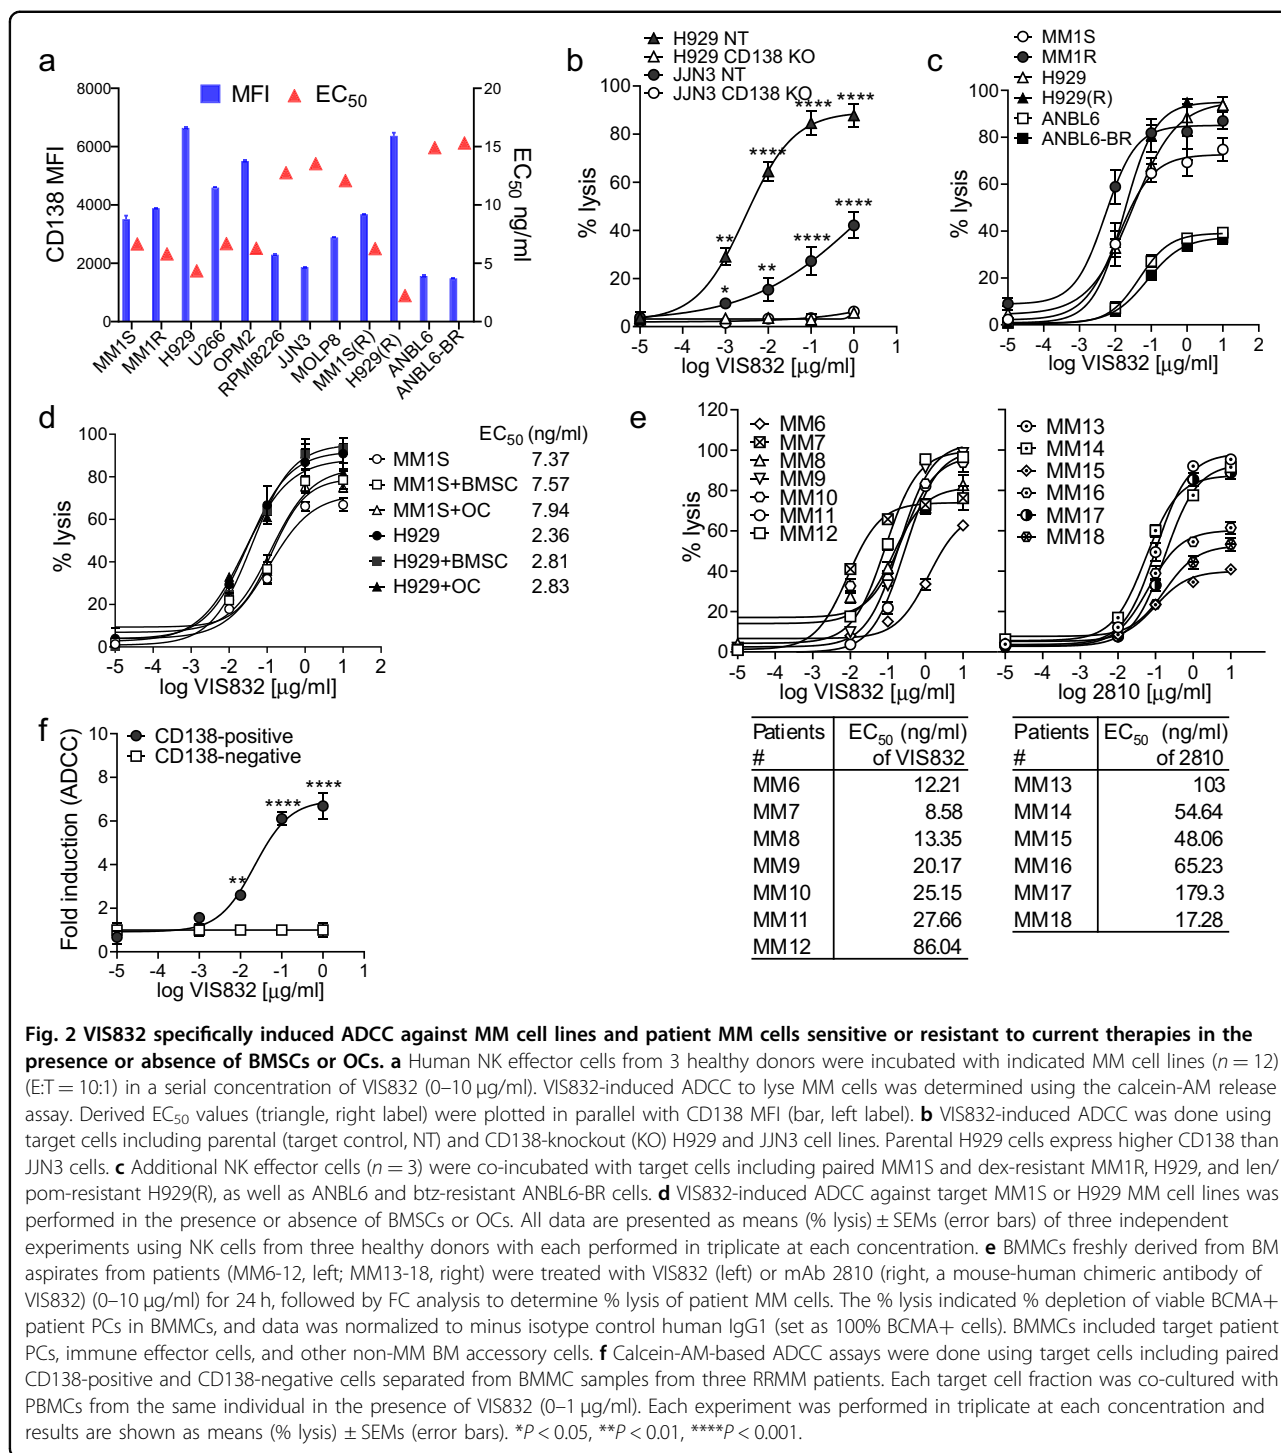 a
MFI
EC50
8000
6000
4000
2000
0
CD138 MFI
20
15
10
5
0
EC50 ng/ml
MM1S
MM1R
H929
U266
OPM2
RPMI8226
JJN3
MOLP8
MM1S(R)
H929(R)
ANBL6
ANBL6-BR
b
H929 NT
H929 CD138 KO
JJN3 NT
JJN3 CD138 KO
100
80
60
40
20
0
% lysis
**
****
****
****
*
**
****
****
-5 -4 -3 -2 -1 0 1
log VIS832 [μg/ml]
c
MM1S
MM1R
H929
H929(R)
ANBL6
ANBL6-BR
100
80
60
40
20
0
% lysis
-5 -4 -3 -2 -1 0 1 2
log VIS832 [μg/ml]
d
100
80
60
40
20
0
% lysis
-5 -4 -3 -2 -1 0 1 2
log VIS832 [μg/ml]
EC50 (ng/ml)
MM1S 7.37
MM1S+BMSC 7.57
MM1S+OC 7.94
H929 2.36
H929+BMSC 2.81
H929+OC 2.83
e
120
100
80
60
40
20
0
% lysis
MM6
MM7
MM8
MM9
MM10
MM11
MM12
-5 -4 -3 -2 -1 0 1
log VIS832 [μg/ml]
MM13
MM14
MM15
MM16
MM17
MM18
-5 -4 -3 -2 -1 0 1
log 2810 [μg/ml]
Patients EC50 (ng/ml)
# of VIS832
MM6 12.21
MM7 8.58
MM8 13.35
MM9 20.17
MM10 25.15
MM11 27.66
MM12 86.04
Patients EC50 (ng/ml)
# of 2810
MM13 103
MM14 54.64
MM15 48.06
MM16 65.23
MM17 179.3
MM18 17.28
f
CD138-positive
CD138-negative
10
8
6
4
2
0
Fold induction (ADCC)
**
****
****
-5 -4 -3 -2 -1 0 1
log VIS832 [μg/ml]
Fig. 2 VIS832 specifically induced ADCC against MM cell lines and patient MM cells sensitive or resistant to current therapies in the
presence or absence of BMSCs or OCs. a Human NK effector cells from 3 healthy donors were incubated with indicated MM cell lines (n = 12)
(E:T = 10:1) in a serial concentration of VIS832 (0–10 μg/ml). VIS832-induced ADCC to lyse MM cells was determined using the calcein-AM release
assay. Derived EC50 values (triangle, right label) were plotted in parallel with CD138 MFI (bar, left label). b VIS832-induced ADCC was done using
target cells including parental (target control, NT) and CD138-knockout (KO) H929 and JJN3 cell lines. Parental H929 cells express higher CD138 than
JJN3 cells. c Additional NK effector cells (n = 3) were co-incubated with target cells including paired MM1S and dex-resistant MM1R, H929, and len/
pom-resistant H929(R), as well as ANBL6 and btz-resistant ANBL6-BR cells. d VIS832-induced ADCC against target MM1S or H929 MM cell lines was
performed in the presence or absence of BMSCs or OCs. All data are presented as means (% lysis) ± SEMs (error bars) of three independent
experiments using NK cells from three healthy donors with each performed in triplicate at each concentration. e BMMCs freshly derived from BM
aspirates from patients (MM6-12, left; MM13-18, right) were treated with VIS832 (left) or mAb 2810 (right, a mouse-human chimeric antibody of
VIS832) (0–10 μg/ml) for 24 h, followed by FC analysis to determine % lysis of patient MM cells. The % lysis indicated % depletion of viable BCMA+
patient PCs in BMMCs, and data was normalized to minus isotype control human IgG1 (set as 100% BCMA+ cells). BMMCs included target patient
PCs, immune effector cells, and other non-MM BM accessory cells. f Calcein-AM-based ADCC assays were done using target cells including paired
CD138-positive and CD138-negative cells separated from BMMC samples from three RRMM patients. Each target cell fraction was co-cultured with
PBMCs from the same individual in the presence of VIS832 (0–1 μg/ml). Each experiment was performed in triplicate at each concentration and
results are shown as means (% lysis) ± SEMs (error bars). *P < 0.05, **P < 0.01, ****P < 0.001.